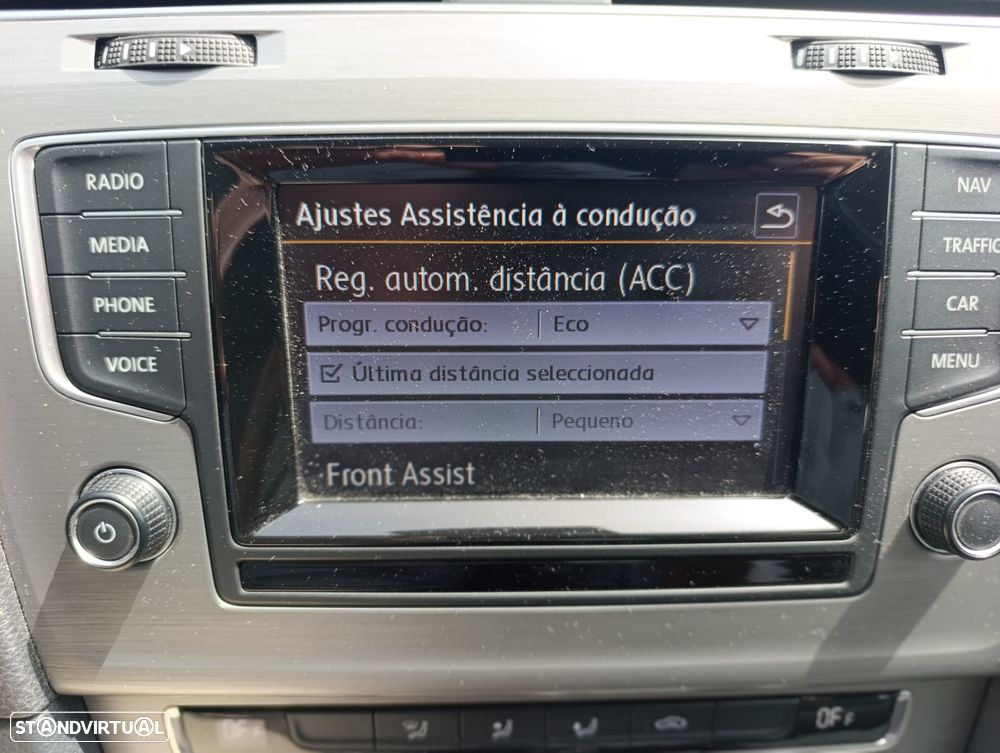 RADIO
MEDIA
PHONE
VOICE
Ajustes Assistência à condução
Reg. autom. distância (ACC)
Progr. condução: Eco
Última distância seleccionada
Distância: Pequeno
Front Assist
NAV
TRAFFIC
CAR
MENU
OFF
OFF
STANDVIRTUAL